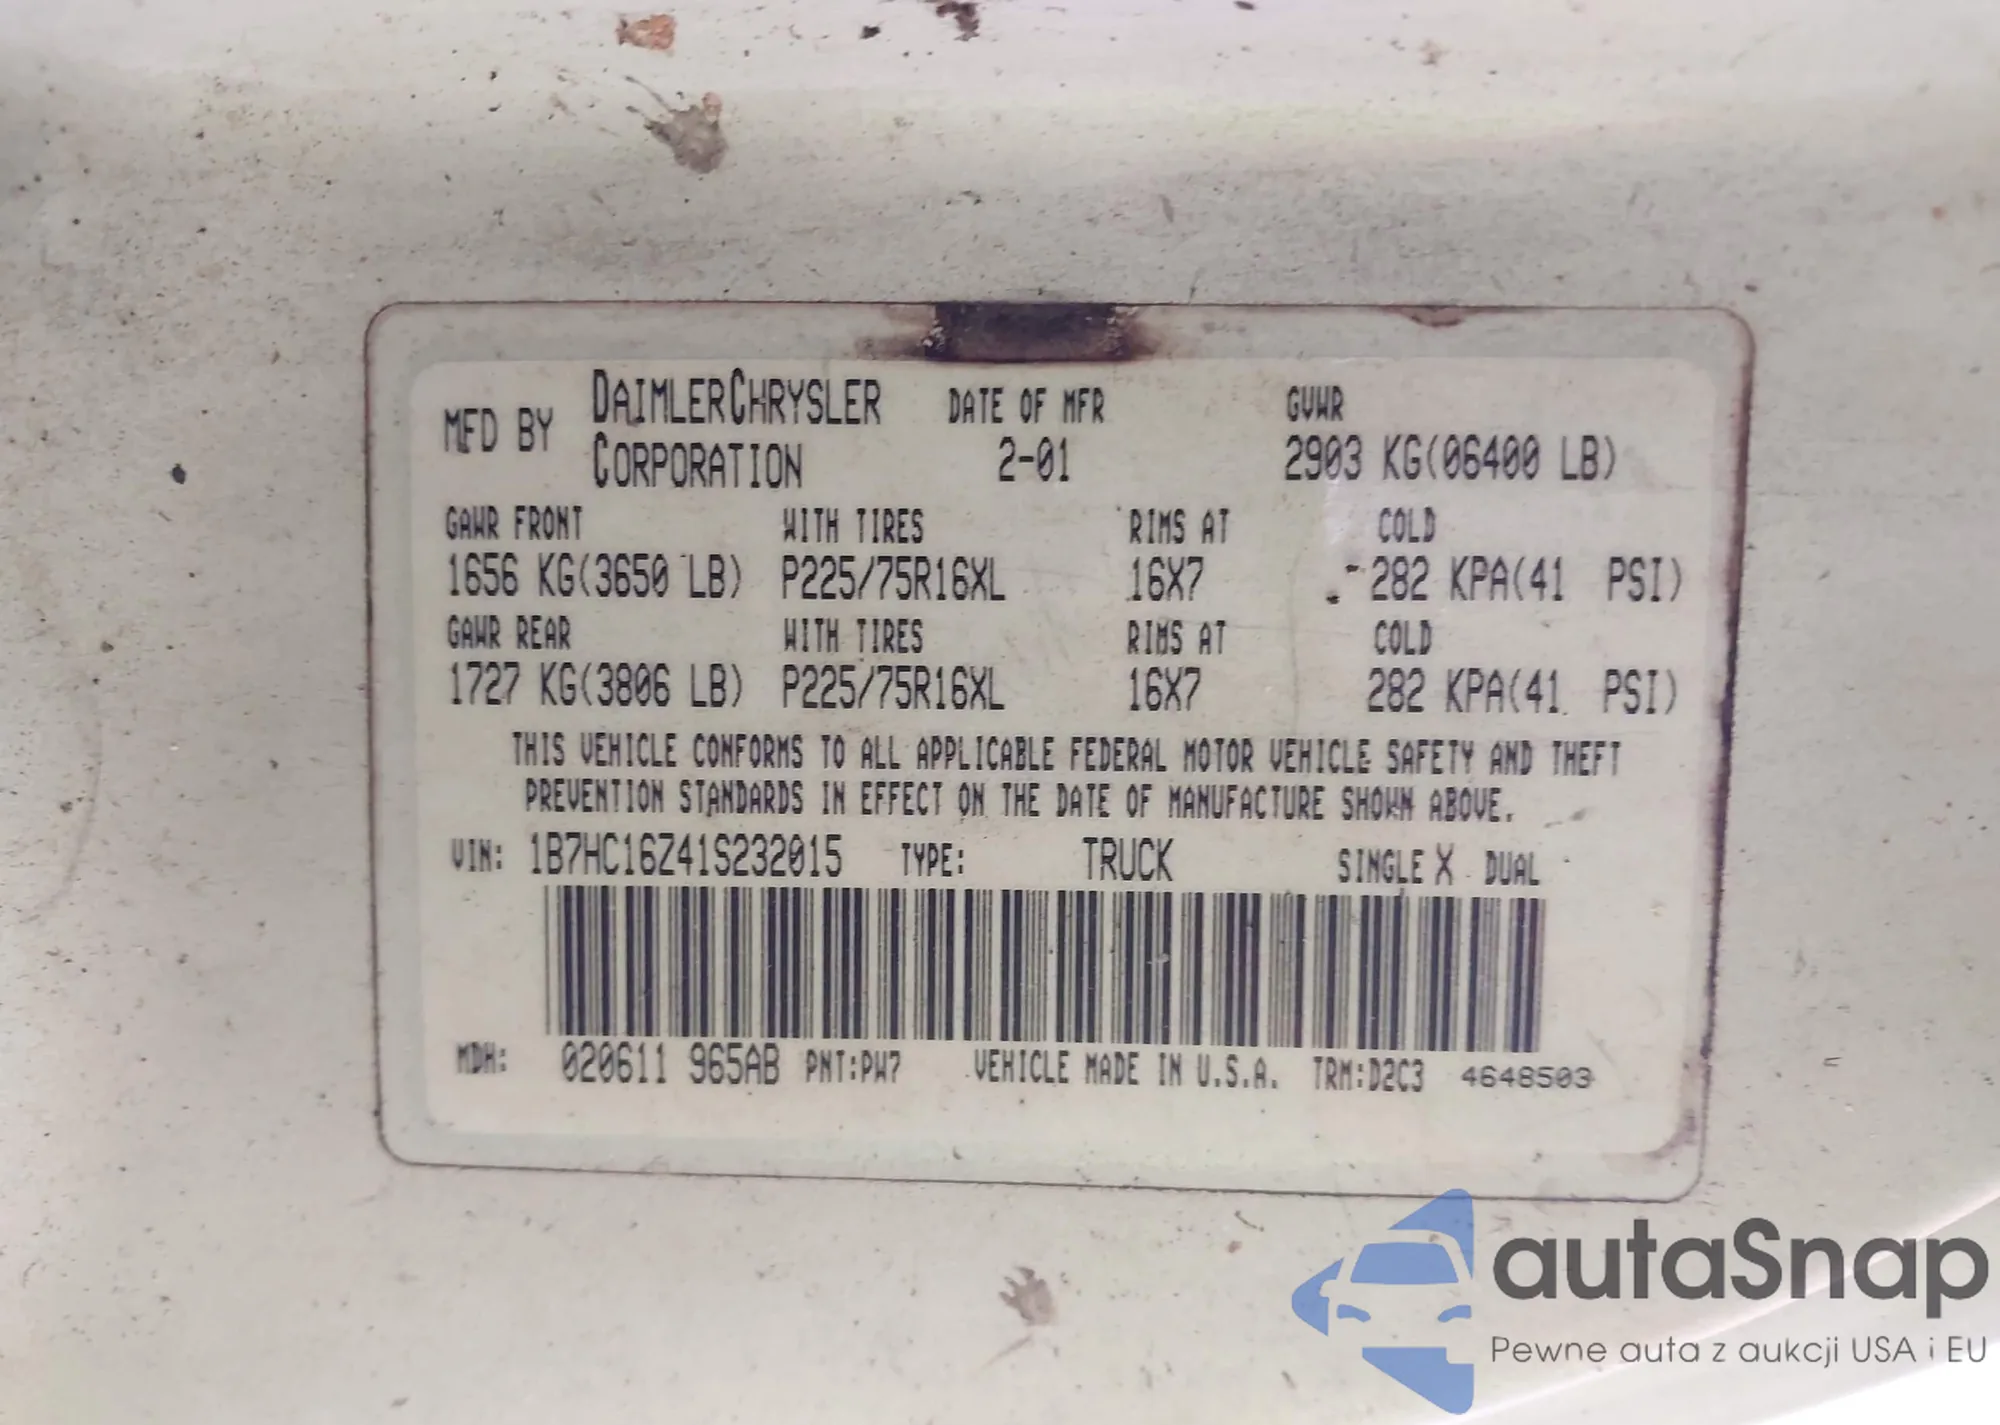 MFD BY DAIMLERCHRYSLER CORPORATION DATE OF MFR 2-01 GVWR 2903 KG(06400 LB)
GAWR FRONT WITH TIRES RIMS AT COLD
1656 KG(3650 LB) P225/75R16XL 16X7 282 KPA(41 PSI)
GAWR REAR WITH TIRES RIMS AT COLD
1727 KG(3806 LB) P225/75R16XL 16X7 282 KPA(41 PSI)
THIS VEHICLE CONFORMS TO ALL APPLICABLE FEDERAL MOTOR VEHICLE SAFETY AND THEFT
PREVENTION STANDARDS IN EFFECT ON THE DATE OF MANUFACTURE SHOWN ABOVE.
VIN: 1B7HC16Z41S232015 TYPE: TRUCK SINGLE X DUAL
MDH: 020611 965AB PNT:PW7 VEHICLE MADE IN U.S.A. TRM:D2C3 4648503
autaSnap
Pewne auta z aukcji USA i EU